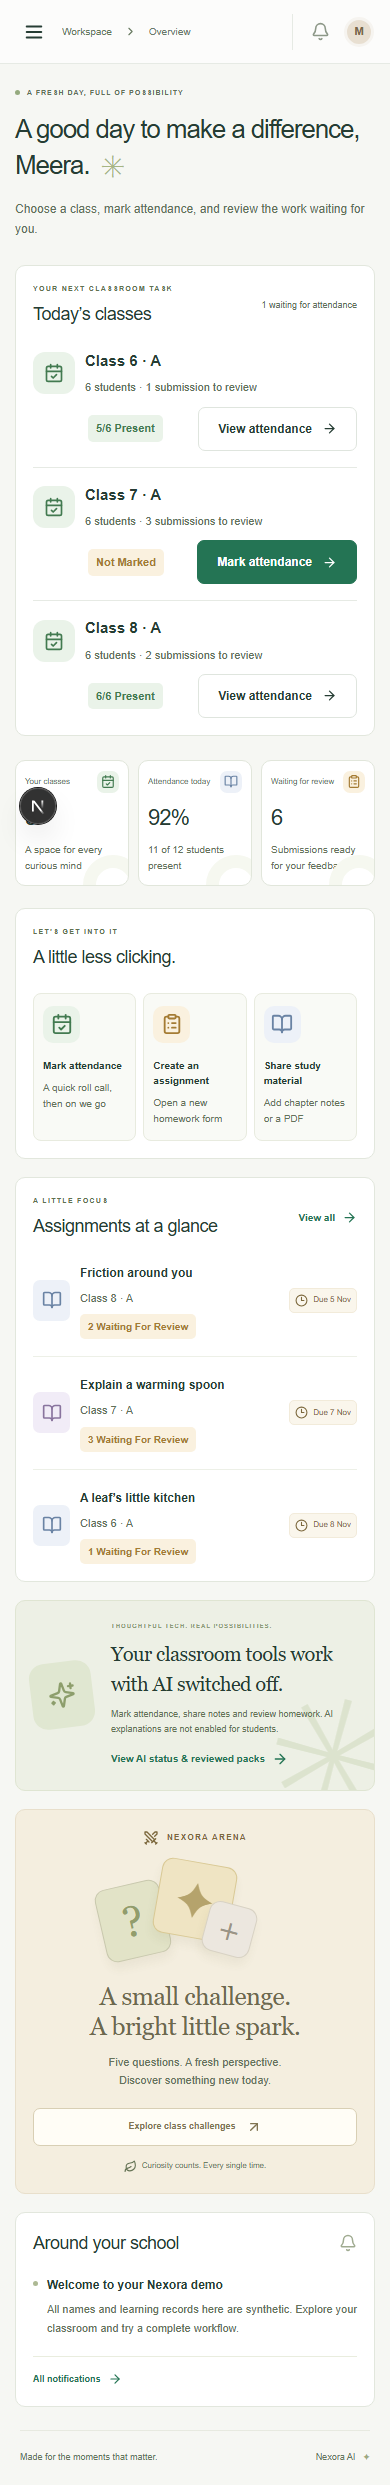 Workspace > Overview
M
A FRESH DAY, FULL OF POSSIBILITY
A good day to make a difference,
Meera.
Choose a class, mark attendance, and review the work waiting for
you.
YOUR NEXT CLASSROOM TASK
Today's classes
1 waiting for attendance
Class 6 · A
6 students · 1 submission to review
5/6 Present
View attendance →
Class 7 · A
6 students · 3 submissions to review
Not Marked
Mark attendance →
Class 8 · A
6 students · 2 submissions to review
6/6 Present
View attendance →
Your classes
N
A space for every
curious mind
Attendance today
92%
11 of 12 students
present
Waiting for review
6
Submissions ready
for your feedba
LET'S GET INTO IT
A little less clicking.
Mark attendance
A quick roll call,
then on we go
Create an
assignment
Open a new
homework form
Share study
material
Add chapter notes
or a PDF
A LITTLE FOCUS
Assignments at a glance
View all →
Friction around you
Class 8 · A
2 Waiting For Review
Due 5 Nov
Explain a warming spoon
Class 7 · A
3 Waiting For Review
Due 7 Nov
A leaf's little kitchen
Class 6 · A
1 Waiting For Review
Due 8 Nov
THOUGHTFUL TECH. REAL POSSIBILITIES.
Your classroom tools work
with AI switched off.
Mark attendance, share notes and review homework. AI
explanations are not enabled for students.
View AI status & reviewed packs →
NEXORA ARENA
?
+
A small challenge.
A bright little spark.
Five questions. A fresh perspective.
Discover something new today.
Explore class challenges
Curiosity counts. Every single time.
Around your school
Welcome to your Nexora demo
All names and learning records here are synthetic. Explore your
classroom and try a complete workflow.
All notifications →
Made for the moments that matter.
Nexora AI